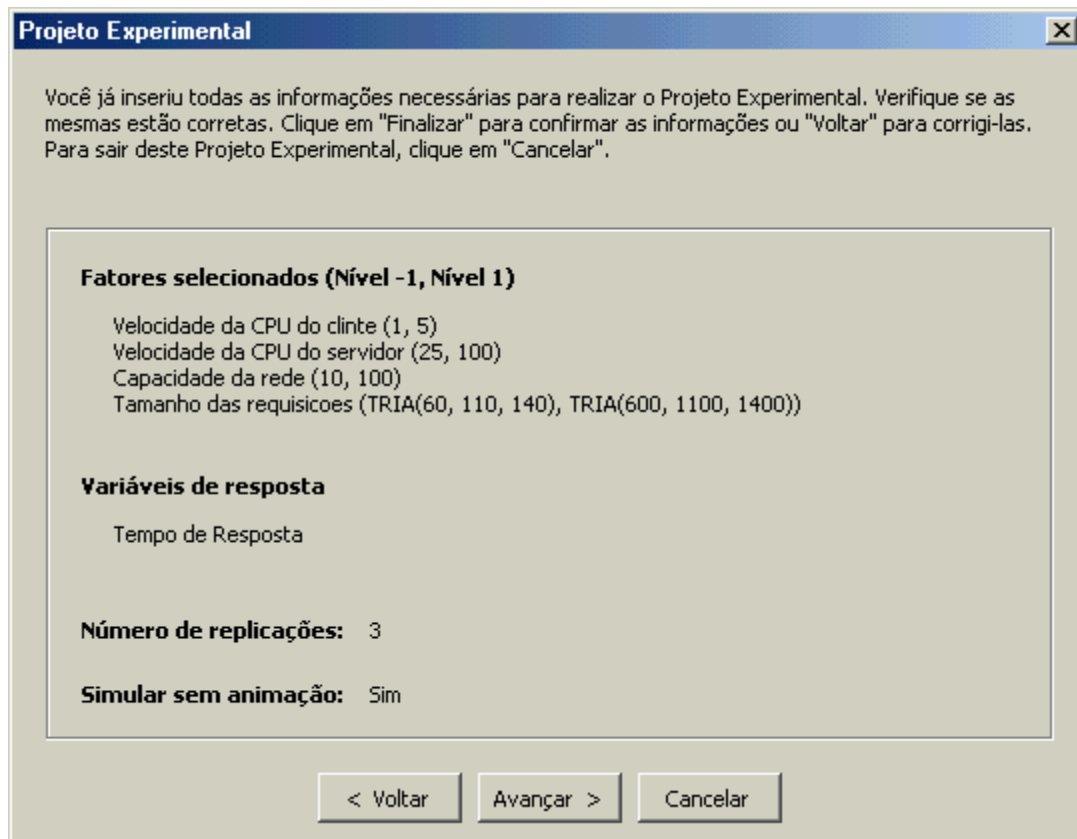 Projeto Experimental
Você já inseriu todas as informações necessárias para realizar o Projeto Experimental. Verifique se as
mesmas estão corretas. Clique em "Finalizar" para confirmar as informações ou "Voltar" para corrigi-las.
Para sair deste Projeto Experimental, clique em "Cancelar".
Fatores selecionados (Nível -1, Nível 1)
Velocidade da CPU do clinte (1, 5)
Velocidade da CPU do servidor (25, 100)
Capacidade da rede (10, 100)
Tamanho das requisicoes (TRIA(60, 110, 140), TRIA(600, 1100, 1400))
Variáveis de resposta
Tempo de Resposta
Número de replicações: 3
Simular sem animação: Sim
< Voltar Avançar > Cancelar